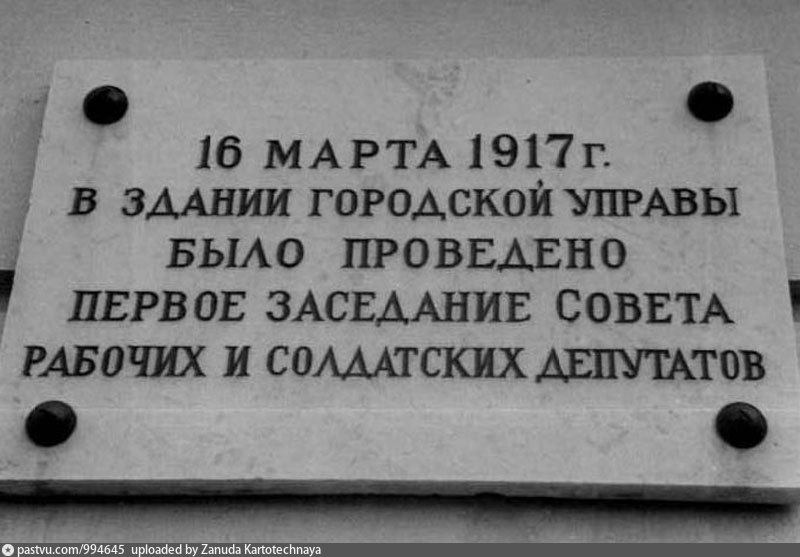 16 МАРТА 1917 г.
В ЗДАНИИ ГОРОДСКОЙ УПРАВЫ
БЫЛО ПРОВЕДЕНО
ПЕРВОЕ ЗАСЕДАНИЕ СОВЕТА
РАБОЧИХ И СОЛДАТСКИХ ДЕПУТАТОВ
pastvu.com/994645 uploaded by Zanuda Kartotechnaya